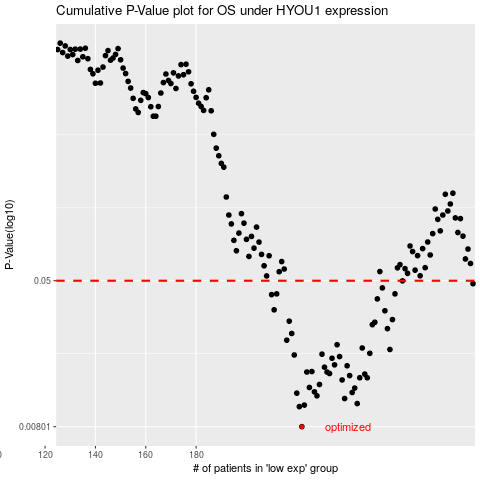 Cumulative P-Value plot for OS under HYOU1 expression
P-Value(log10)
0.05
0.00801
optimized
0 120 140 160 180
# of patients in 'low exp' group